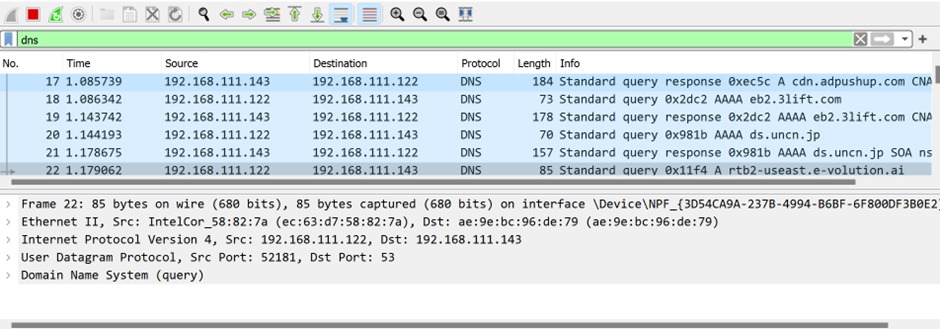 dns
No. Time Source Destination Protocol Length Info
17 1.085739 192.168.111.143 192.168.111.122 DNS 184 Standard query response 0xec5c A cdn.adpushup.com CNA
18 1.086342 192.168.111.122 192.168.111.143 DNS 73 Standard query 0x2dc2 AAAA eb2.3lift.com
19 1.143742 192.168.111.143 192.168.111.122 DNS 178 Standard query response 0x2dc2 AAAA eb2.3lift.com CNA
20 1.144193 192.168.111.122 192.168.111.143 DNS 70 Standard query 0x981b AAAA ds.uncn.jp
21 1.178675 192.168.111.143 192.168.111.122 DNS 157 Standard query response 0x981b AAAA ds.uncn.jp SOA ns
22 1.179062 192.168.111.122 192.168.111.143 DNS 85 Standard query 0x11f4 A rtb2-useast.e-volution.ai
Frame 22: 85 bytes on wire (680 bits), 85 bytes captured (680 bits) on interface \Device\NPF_{3D54CA9A-237B-4994-B6BF-6F800DF3B0E2}
Ethernet II, Src: IntelCor_58:82:7a (ec:63:d7:58:82:7a), Dst: ae:9e:bc:96:de:79 (ae:9e:bc:96:de:79)
Internet Protocol Version 4, Src: 192.168.111.122, Dst: 192.168.111.143
User Datagram Protocol, Src Port: 52181, Dst Port: 53
Domain Name System (query)